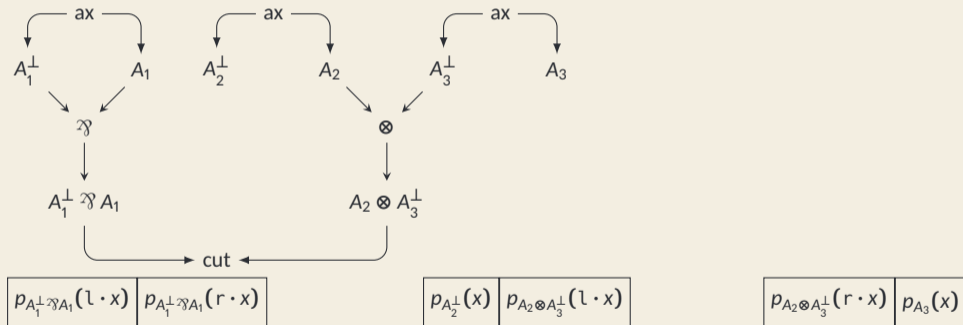 ax ax ax
A₁^⊥ A₁ A₂^⊥ A₂ A₃^⊥ A₃
⅋ ⊗
A₁^⊥ ⅋ A₁ A₂ ⊗ A₃^⊥
cut
p_{A₁^⊥⅋A₁}(l · x) p_{A₁^⊥⅋A₁}(r · x) p_{A₂^⊥}(x) p_{A₂⊗A₃^⊥}(l · x) p_{A₂⊗A₃^⊥}(r · x) p_{A₃}(x)